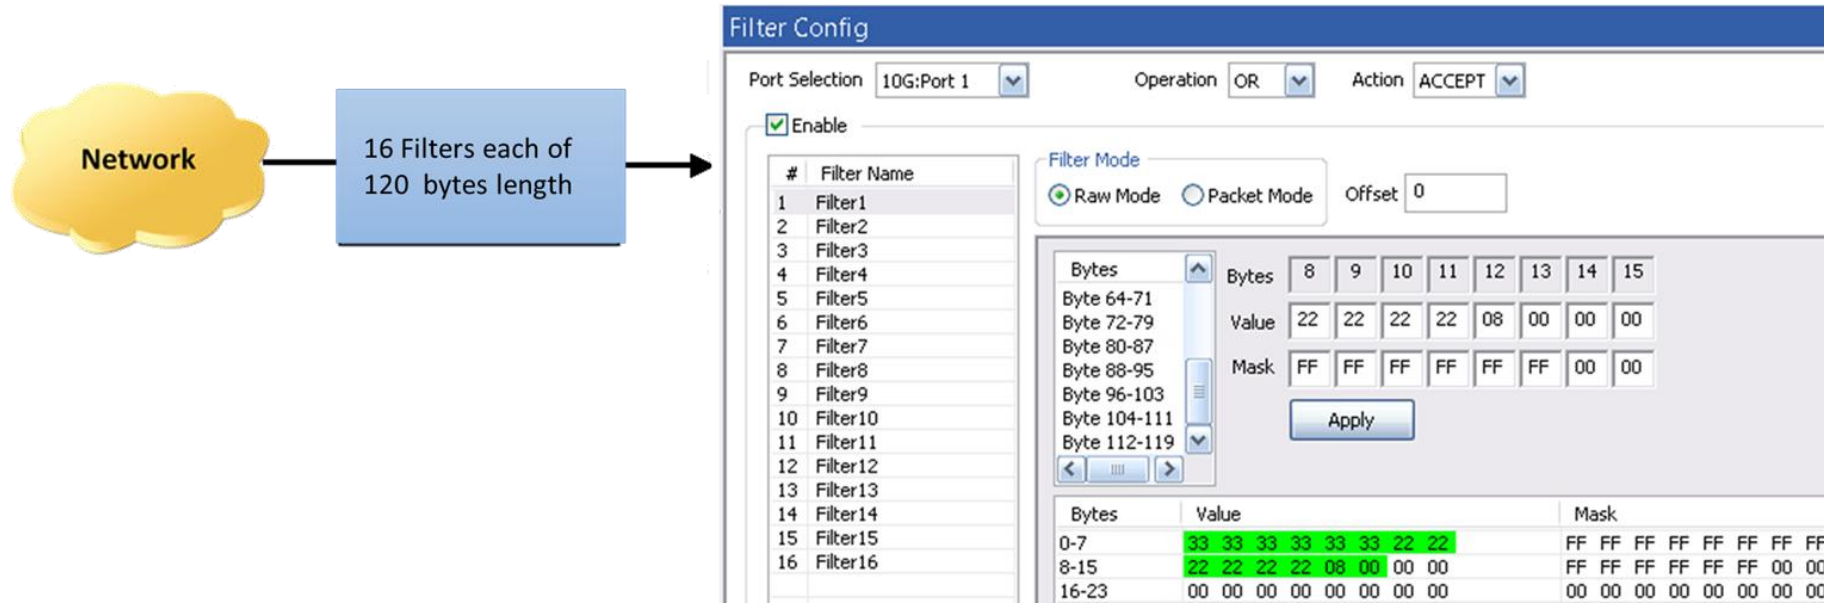 Network
16 Filters each of
120 bytes length
Filter Config
Port Selection 10G:Port 1 Operation OR Action ACCEPT
Enable
# Filter Name
1 Filter1
2 Filter2
3 Filter3
4 Filter4
5 Filter5
6 Filter6
7 Filter7
8 Filter8
9 Filter9
10 Filter10
11 Filter11
12 Filter12
13 Filter13
14 Filter14
15 Filter15
16 Filter16
Filter Mode
Raw Mode Packet Mode Offset 0
Bytes
Byte 64-71
Byte 72-79
Byte 80-87
Byte 88-95
Byte 96-103
Byte 104-111
Byte 112-119
Bytes 8 9 10 11 12 13 14 15
Value 22 22 22 22 08 00 00 00
Mask FF FF FF FF FF FF 00 00
Apply
Bytes Value Mask
0-7 33 33 33 33 33 33 22 22 FF FF FF FF FF FF FF FF
8-15 22 22 22 22 08 00 00 00 FF FF FF FF FF FF 00 00
16-23 00 00 00 00 00 00 00 00 00 00 00 00 00 00 00 00